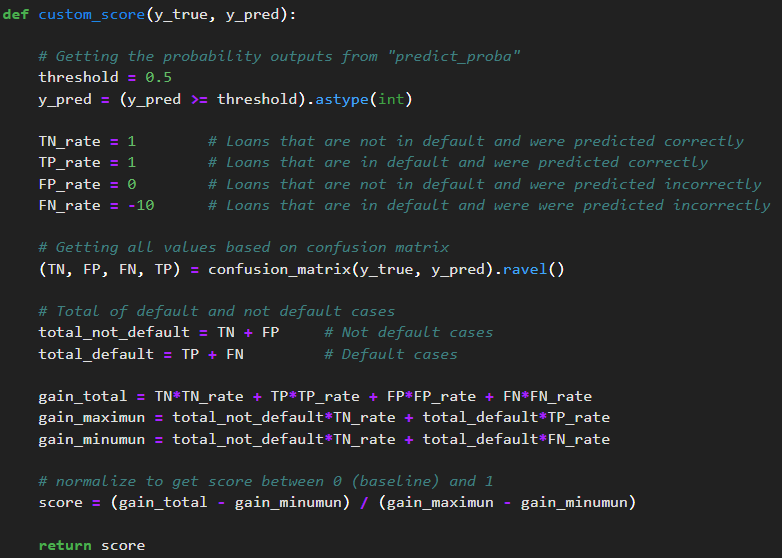 def custom_score(y_true, y_pred):
# Getting the probability outputs from "predict_proba"
threshold = 0.5
y_pred = (y_pred >= threshold).astype(int)
TN_rate = 1 # Loans that are not in default and were predicted correctly
TP_rate = 1 # Loans that are in default and were predicted correctly
FP_rate = 0 # Loans that are not in default and were predicted incorrectly
FN_rate = -10 # Loans that are in default and were were predicted incorrectly
# Getting all values based on confusion matrix
(TN, FP, FN, TP) = confusion_matrix(y_true, y_pred).ravel()
# Total of default and not default cases
total_not_default = TN + FP # Not default cases
total_default = TP + FN # Default cases
gain_total = TN*TN_rate + TP*TP_rate + FP*FP_rate + FN*FN_rate
gain_maximun = total_not_default*TN_rate + total_default*TP_rate
gain_minumun = total_not_default*TN_rate + total_default*FN_rate
# normalize to get score between 0 (baseline) and 1
score = (gain_total - gain_minumun) / (gain_maximun - gain_minumun)
return score